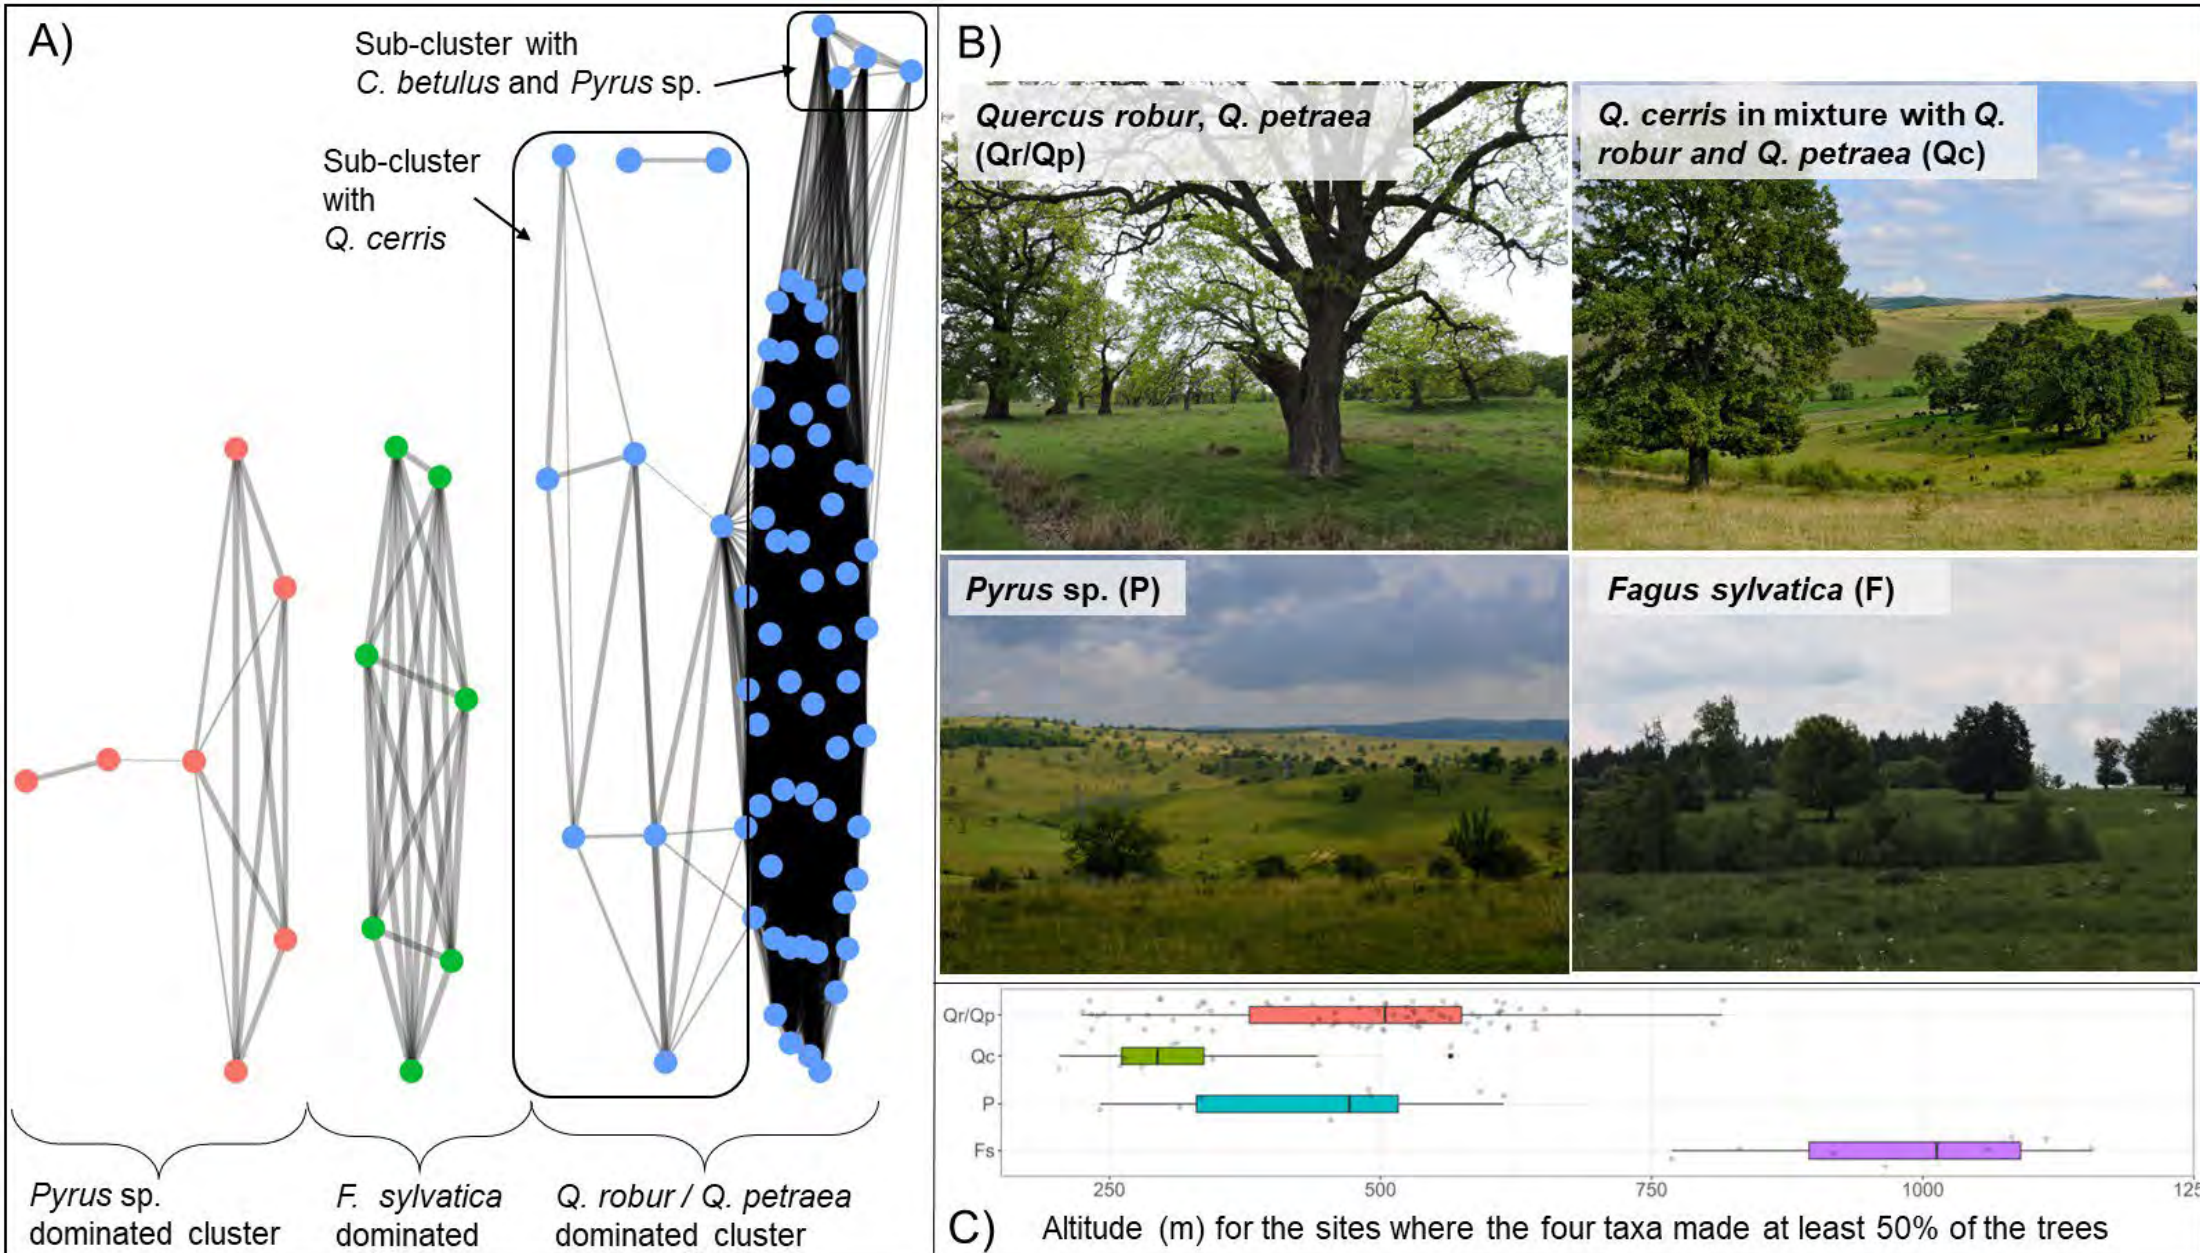 A)
Sub-cluster with
C. betulus and Pyrus sp.
Sub-cluster
with
Q. cerris
Pyrus sp.
dominated cluster
F. sylvatica
dominated
Q. robur / Q. petraea
dominated cluster
B)
Quercus robur, Q. petraea
(Qr/Qp)
Q. cerris in mixture with Q.
robur and Q. petraea (Qc)
Pyrus sp. (P)
Fagus sylvatica (F)
Qr/Qp
Qc
P
Fs
250 500 750 1000 125
C) Altitude (m) for the sites where the four taxa made at least 50% of the trees